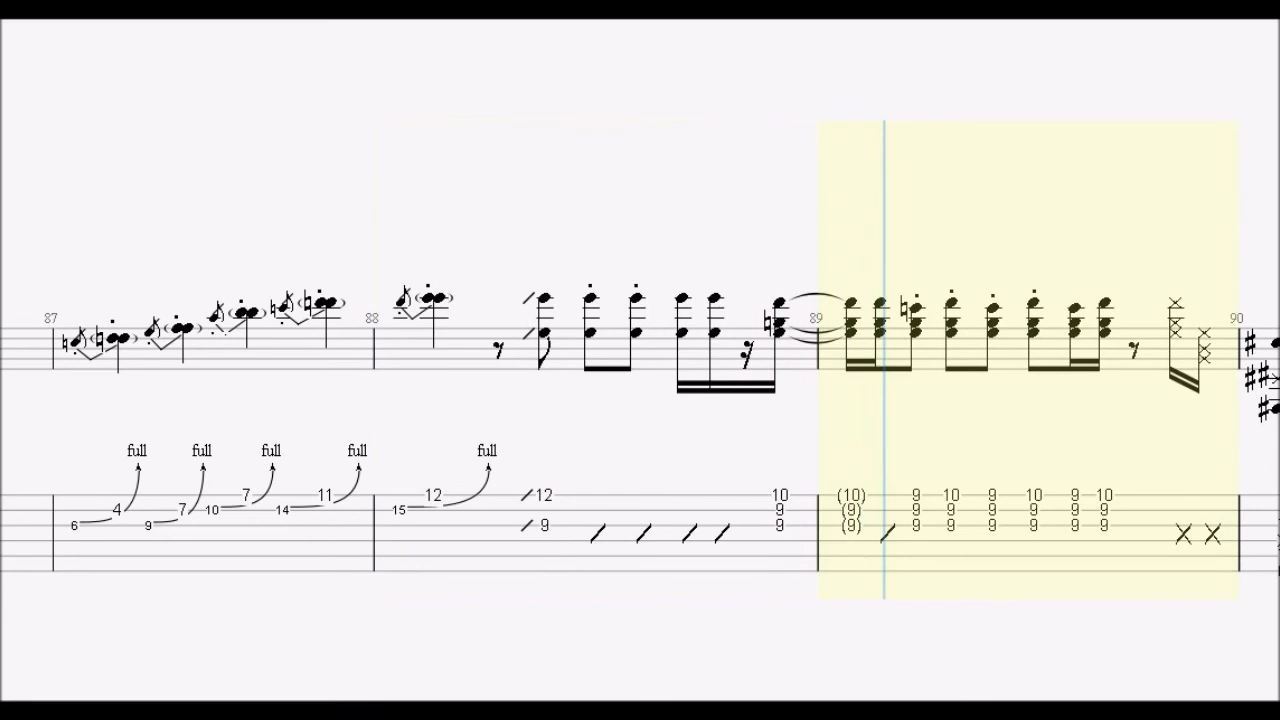 87 88 89 90
full full full full full
4 7 7 11 12 12 10 (10) 9 10 9 10 9 10
6 9 10 14 15 9 (9) 9 9 9 9 9 9
9 9 (9) 9 9 9 9 9 9